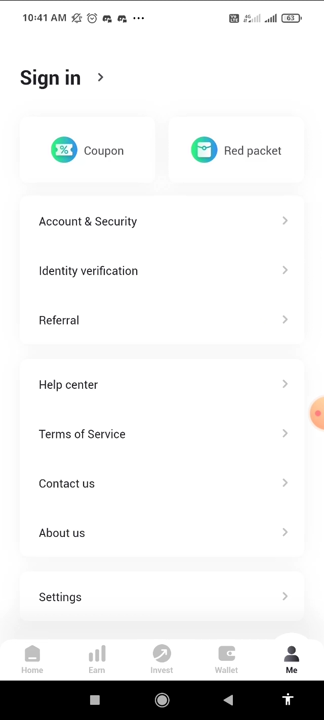 10:41 AM
63
Sign in
Coupon
Red packet
Account & Security
Identity verification
Referral
Help center
Terms of Service
Contact us
About us
Settings
Home
Earn
Invest
Wallet
Me